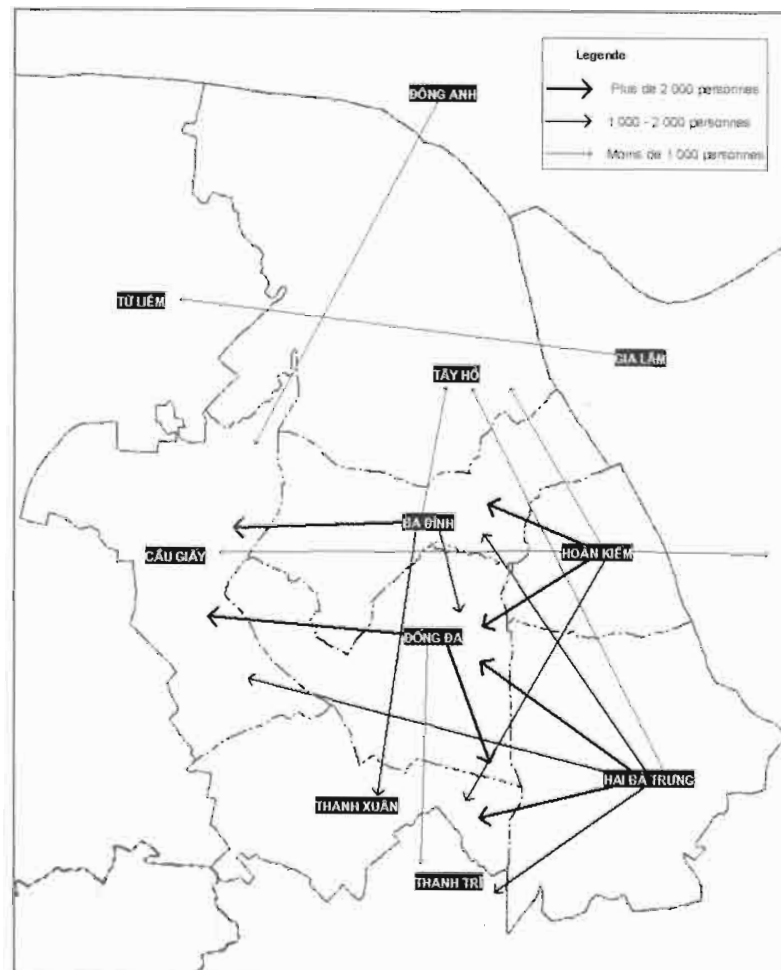 Legende
Plus de 2 000 personnes
1 000 - 2 000 personnes
Moins de 1 000 personnes
ĐÔNG ANH
TỪ LIÊM
GIA LÂM
TÂY HỒ
BA ĐÌNH
CẦU GIẤY
HOÀN KIẾM
ĐỐNG ĐA
HAI BÀ TRƯNG
THANH XUÂN
THANH TRÌ